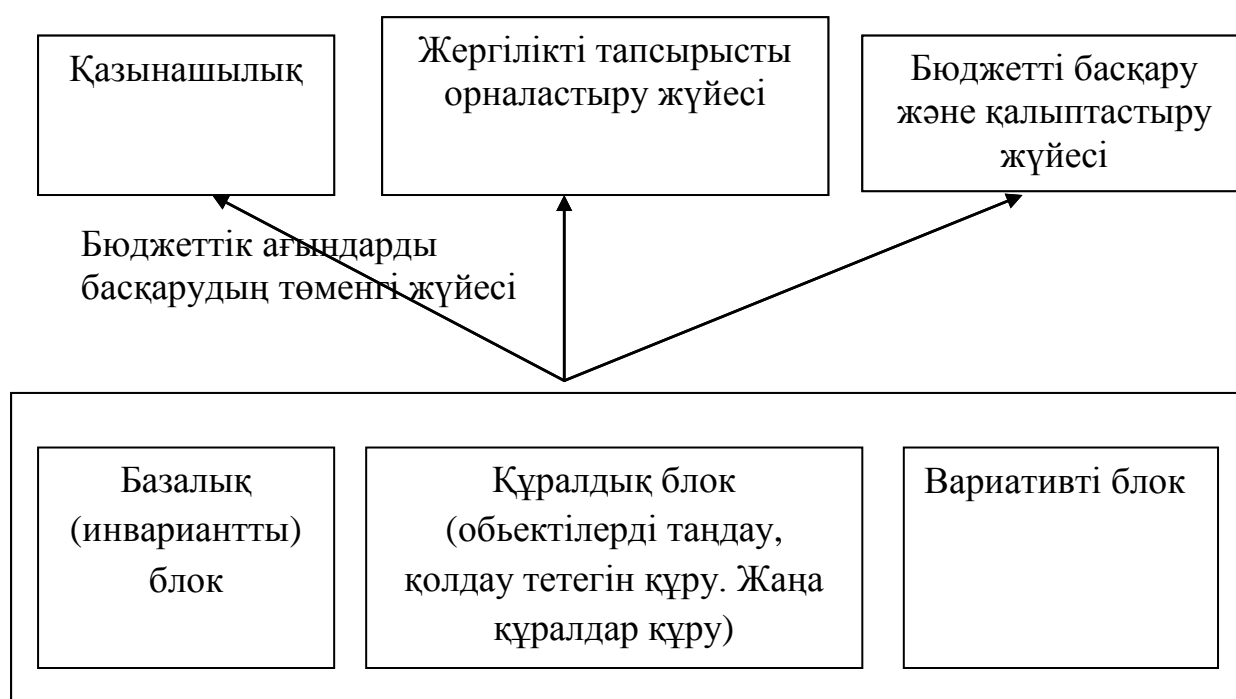 Қазынашылық
Жергілікті тапсырысты
орналастыру жүйесі
Бюджетті басқару
және қалыптастыру
жүйесі
Бюджеттік ағындарды
басқарудың төменгі жүйесі
Базалық
(инвариантты)
блок
Құралдық блок
(обьектілерді таңдау,
қолдау тетегін құру. Жаңа
құралдар құру)
Вариативті блок